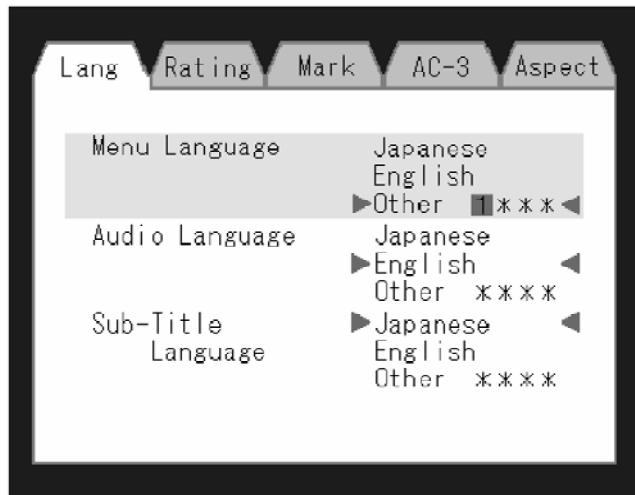 Lang Rating Mark AC-3 Aspect
Menu Language Japanese
English
▶Other 1***◀
Audio Language Japanese
▶English ◀
Other ****
Sub-Title ▶Japanese ◀
Language English
Other ****